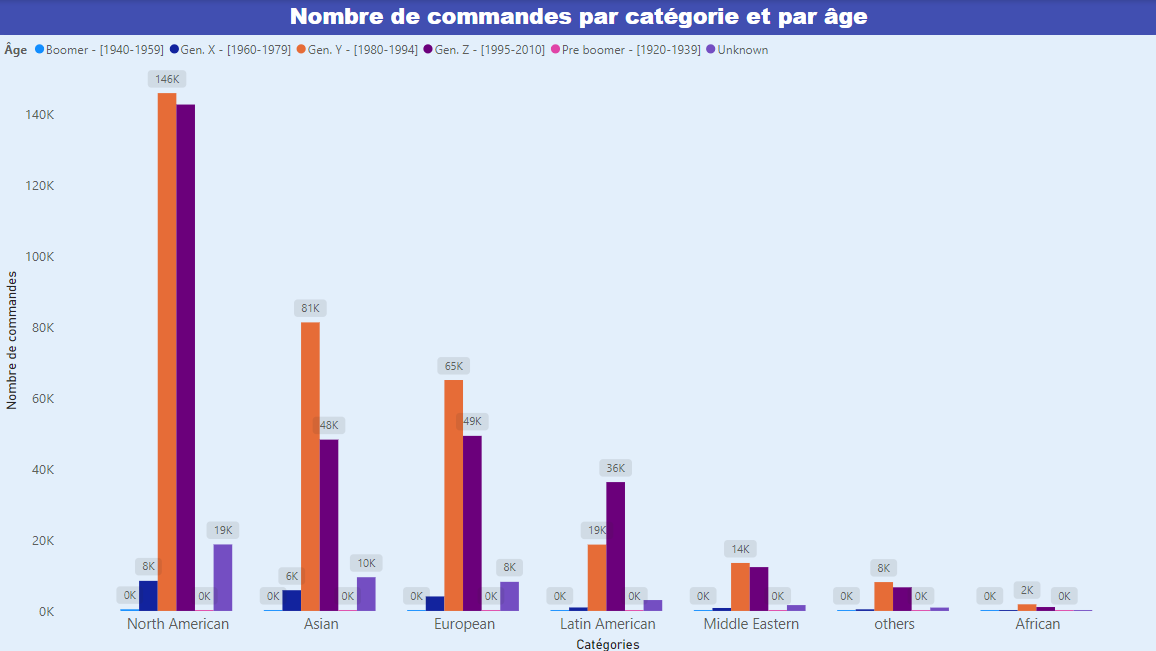 Nombre de commandes par catégorie et par âge
Âge Boomer - [1940-1959] Gen. X - [1960-1979] Gen. Y - [1980-1994] Gen. Z - [1995-2010] Pre boomer - [1920-1939] Unknown
146K
140K
120K
100K
81K
80K
65K
60K
49K
48K
40K
36K
20K
19K
19K
14K
10K
8K
8K
8K
6K
2K
0K 0K 0K 0K 0K 0K 0K 0K 0K 0K 0K 0K 0K 0K
0K
North American Asian European Latin American Middle Eastern others African
Catégories
Nombre de commandes